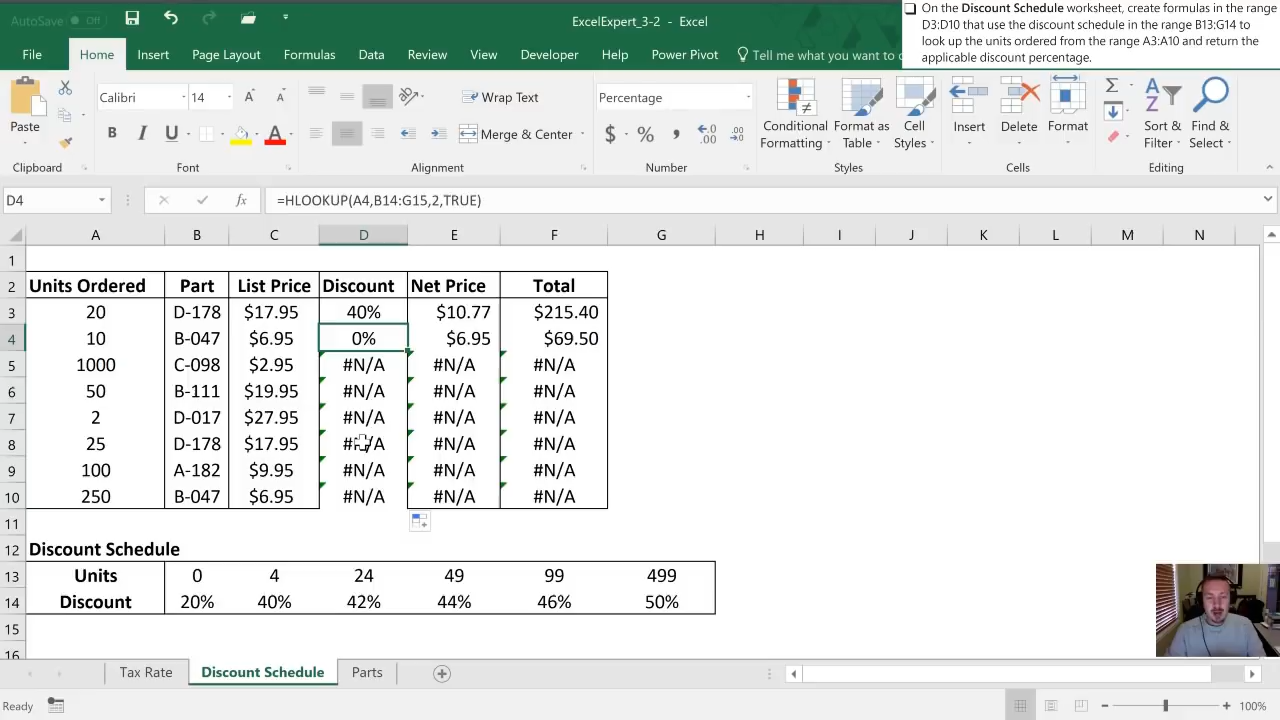 AutoSave Off
ExcelExpert_3-2 - Excel
On the Discount Schedule worksheet, create formulas in the range
D3:D10 that use the discount schedule in the range B13:G14 to
look up the units ordered from the range A3:A10 and return the
applicable discount percentage.
File Home Insert Page Layout Formulas Data Review View Developer Help Power Pivot Tell me what you want to
Paste
Calibri 14
Wrap Text
Percentage
B I U A
Merge & Center
$ % , .00
Conditional Formatting
Format as Table
Cell Styles
Insert Delete Format
Sort & Filter
Find & Select
Clipboard Font Alignment Number Styles Cells Editing
D4 fx =HLOOKUP(A4,B14:G15,2,TRUE)
A B C D E F G H I J K L M N
1
2 Units Ordered Part List Price Discount Net Price Total
3 20 D-178 $17.95 40% $10.77 $215.40
4 10 B-047 $6.95 0% $6.95 $69.50
5 1000 C-098 $2.95 #N/A #N/A #N/A
6 50 B-111 $19.95 #N/A #N/A #N/A
7 2 D-017 $27.95 #N/A #N/A #N/A
8 25 D-178 $17.95 #N/A #N/A #N/A
9 100 A-182 $9.95 #N/A #N/A #N/A
10 250 B-047 $6.95 #N/A #N/A #N/A
11
12 Discount Schedule
13 Units 0 4 24 49 99 499
14 Discount 20% 40% 42% 44% 46% 50%
15
16
Tax Rate Discount Schedule Parts
Ready 100%